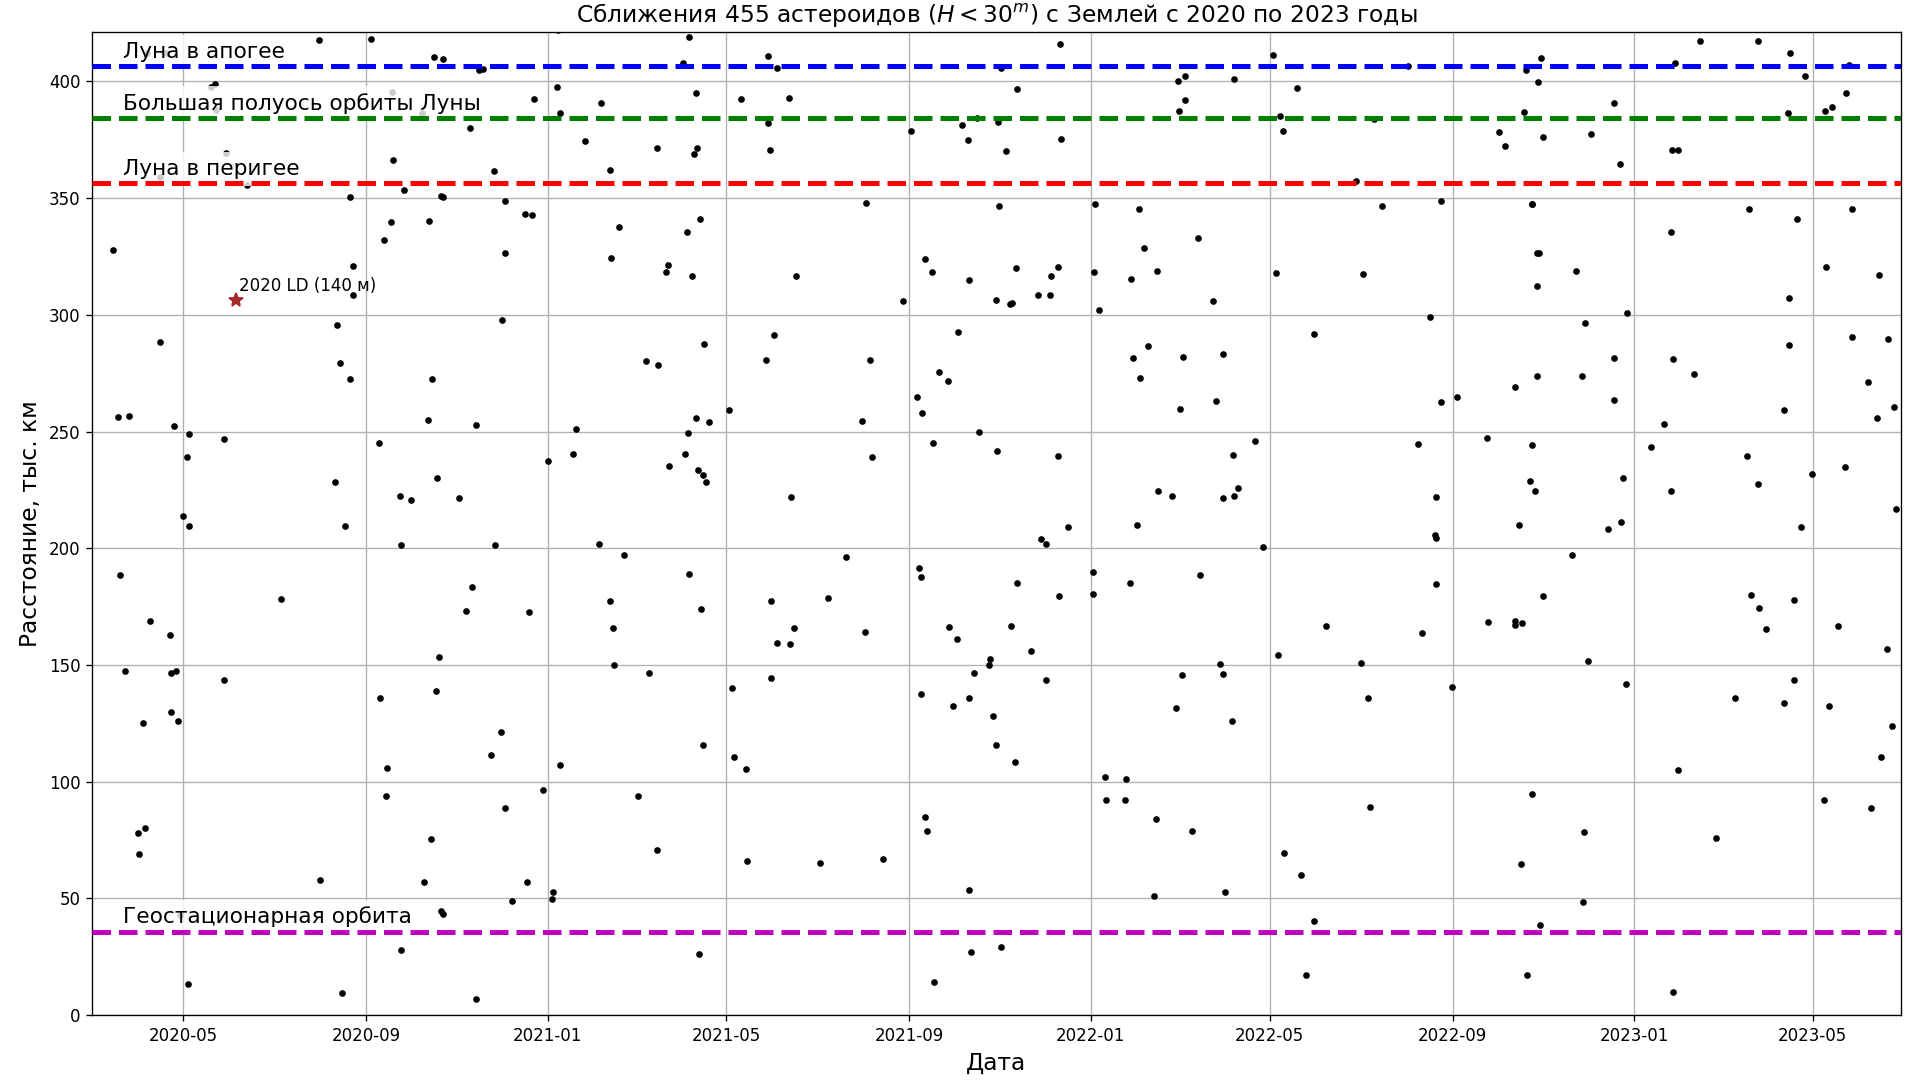 Сближения 455 астероидов (H < 30ᵐ) с Землей с 2020 по 2023 годы
Луна в апогее
400
Большая полуось орбиты Луны
Луна в перигее
350
2020 LD (140 м)
300
250
Расстояние, тыс. км
200
150
100
50
Геостационарная орбита
0
2020-05 2020-09 2021-01 2021-05 2021-09 2022-01 2022-05 2022-09 2023-01 2023-05
Дата